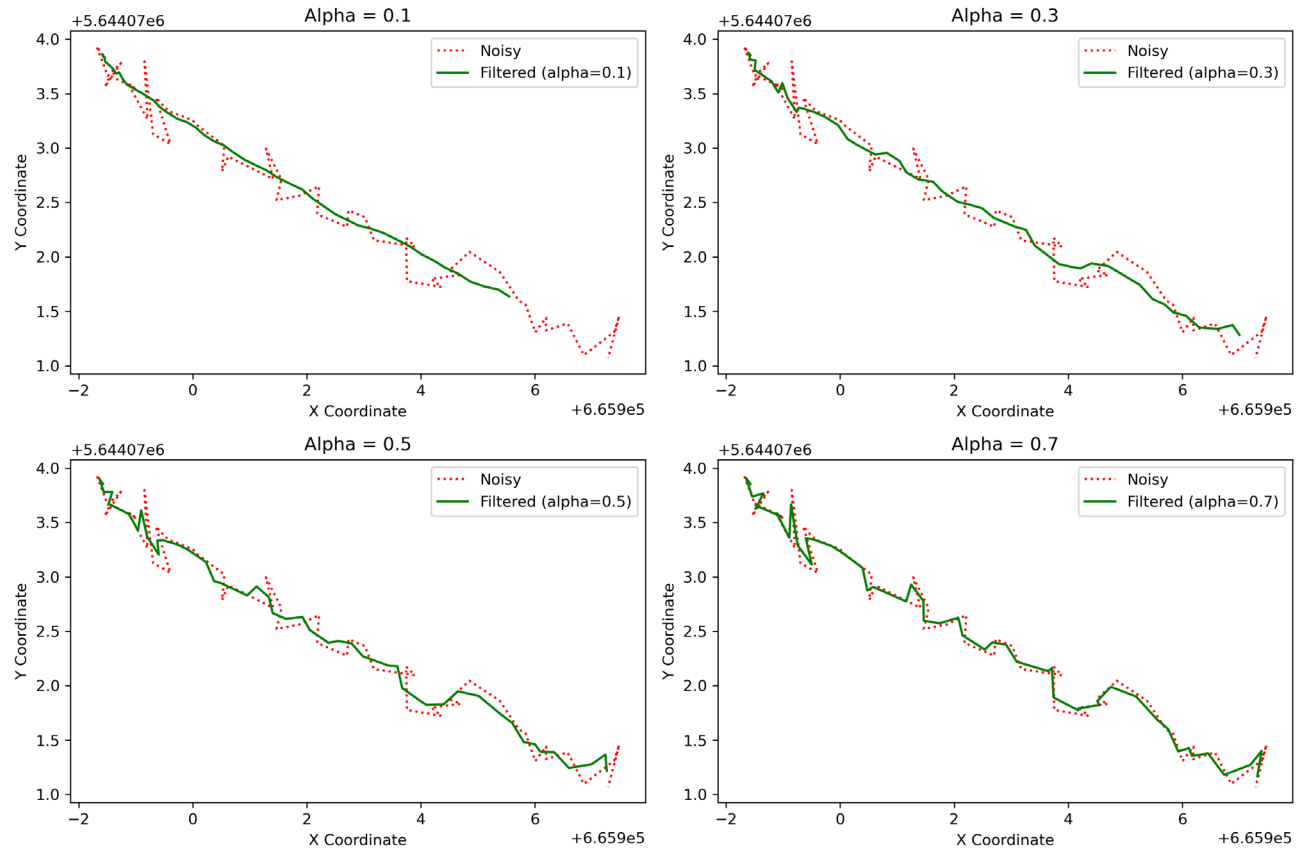 Alpha = 0.1
+5.64407e6
4.0
3.5
3.0
2.5
2.0
1.5
1.0
Y Coordinate
Noisy
Filtered (alpha=0.1)
−2
0
2
4
6
X Coordinate
+6.659e5
Alpha = 0.3
+5.64407e6
4.0
3.5
3.0
2.5
2.0
1.5
1.0
Y Coordinate
Noisy
Filtered (alpha=0.3)
−2
0
2
4
6
X Coordinate
+6.659e5
Alpha = 0.5
+5.64407e6
4.0
3.5
3.0
2.5
2.0
1.5
1.0
Y Coordinate
Noisy
Filtered (alpha=0.5)
−2
0
2
4
6
X Coordinate
+6.659e5
Alpha = 0.7
+5.64407e6
4.0
3.5
3.0
2.5
2.0
1.5
1.0
Y Coordinate
Noisy
Filtered (alpha=0.7)
−2
0
2
4
6
X Coordinate
+6.659e5